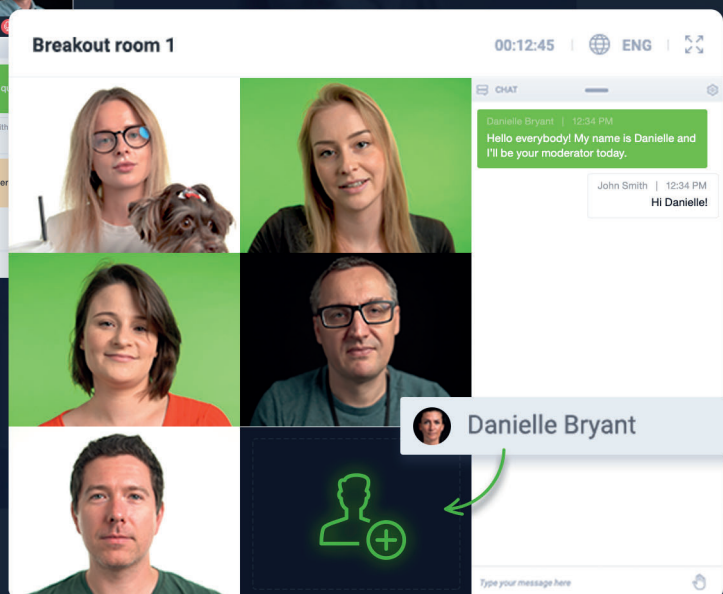 Breakout room 1
00:12:45
ENG
CHAT
Danielle Bryant | 12:34 PM
Hello everybody! My name is Danielle and
I'll be your moderator today.
John Smith | 12:34 PM
Hi Danielle!
Danielle Bryant
Type your message here